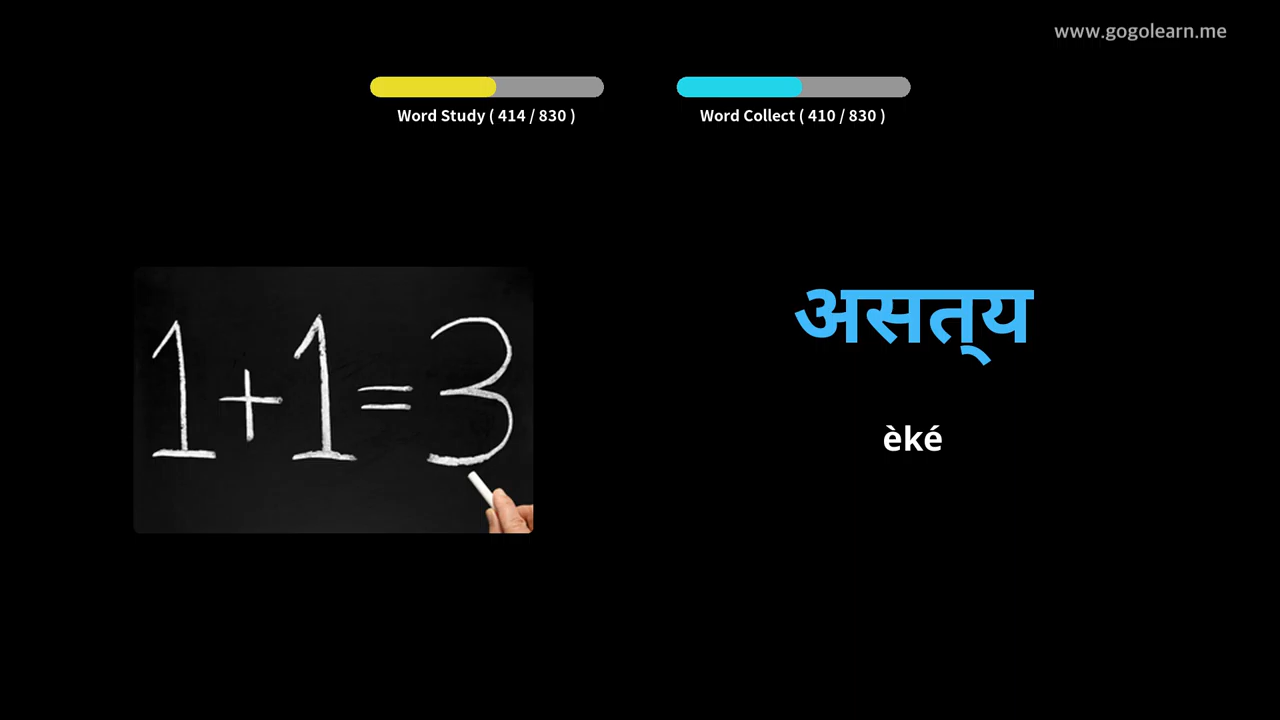 www.gogolearn.me
Word Study ( 414 / 830 )
Word Collect ( 410 / 830 )
1+1=3
असत्‌य
èké